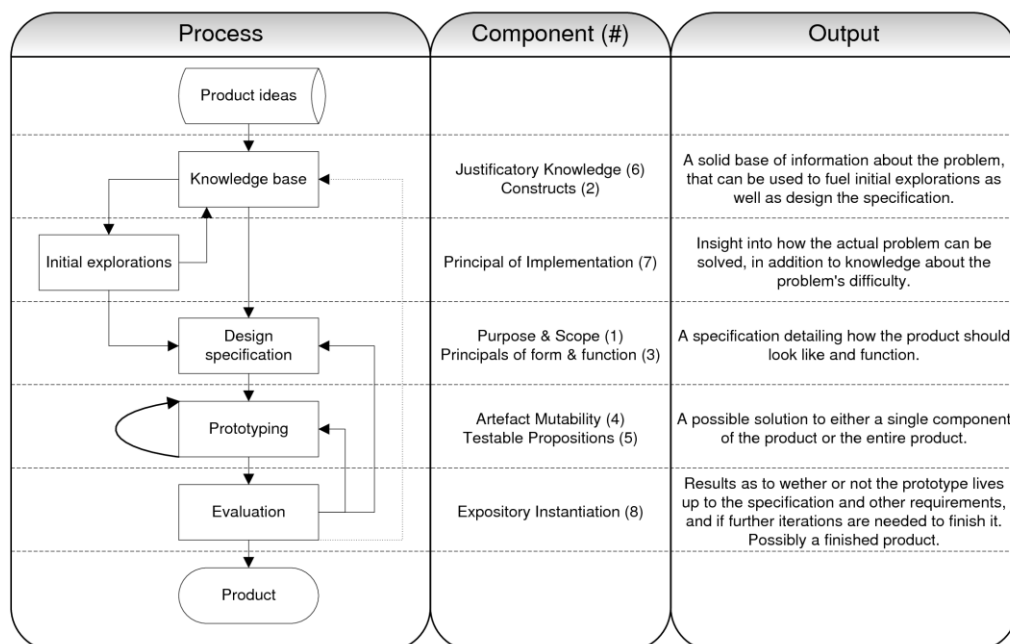 Process
Component (#)
Output
Product ideas
Knowledge base
Justificatory Knowledge (6)
Constructs (2)
A solid base of information about the problem,
that can be used to fuel initial explorations as
well as design the specification.
Initial explorations
Principal of Implementation (7)
Insight into how the actual problem can be
solved, in addition to knowledge about the
problem's difficulty.
Design
specification
Purpose & Scope (1)
Principals of form & function (3)
A specification detailing how the product should
look like and function.
Prototyping
Artefact Mutability (4)
Testable Propositions (5)
A possible solution to either a single component
of the product or the entire product.
Evaluation
Expository Instantiation (8)
Results as to wether or not the prototype lives
up to the specification and other requirements,
and if further iterations are needed to finish it.
Possibly a finished product.
Product